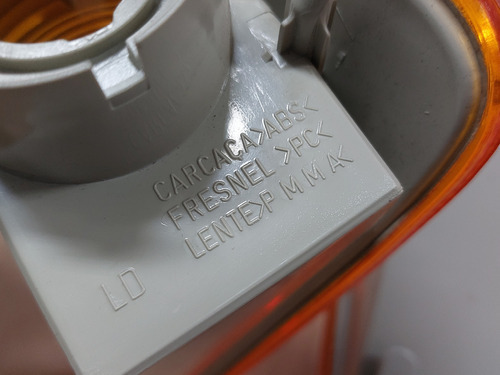 CARCACA>ABS<
FRESNEL >PC<
LENTE>P M M A<
LD